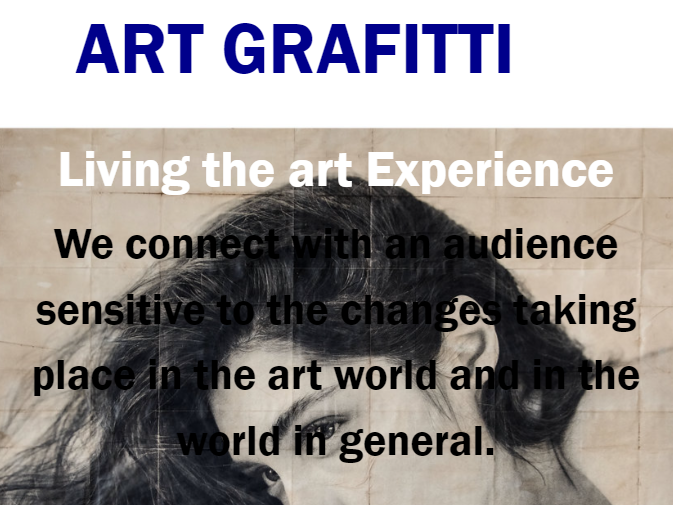 ART GRAFITTI
Living the art Experience
We connect with an audience
sensitive to the changes taking
place in the art world and in the
world in general.